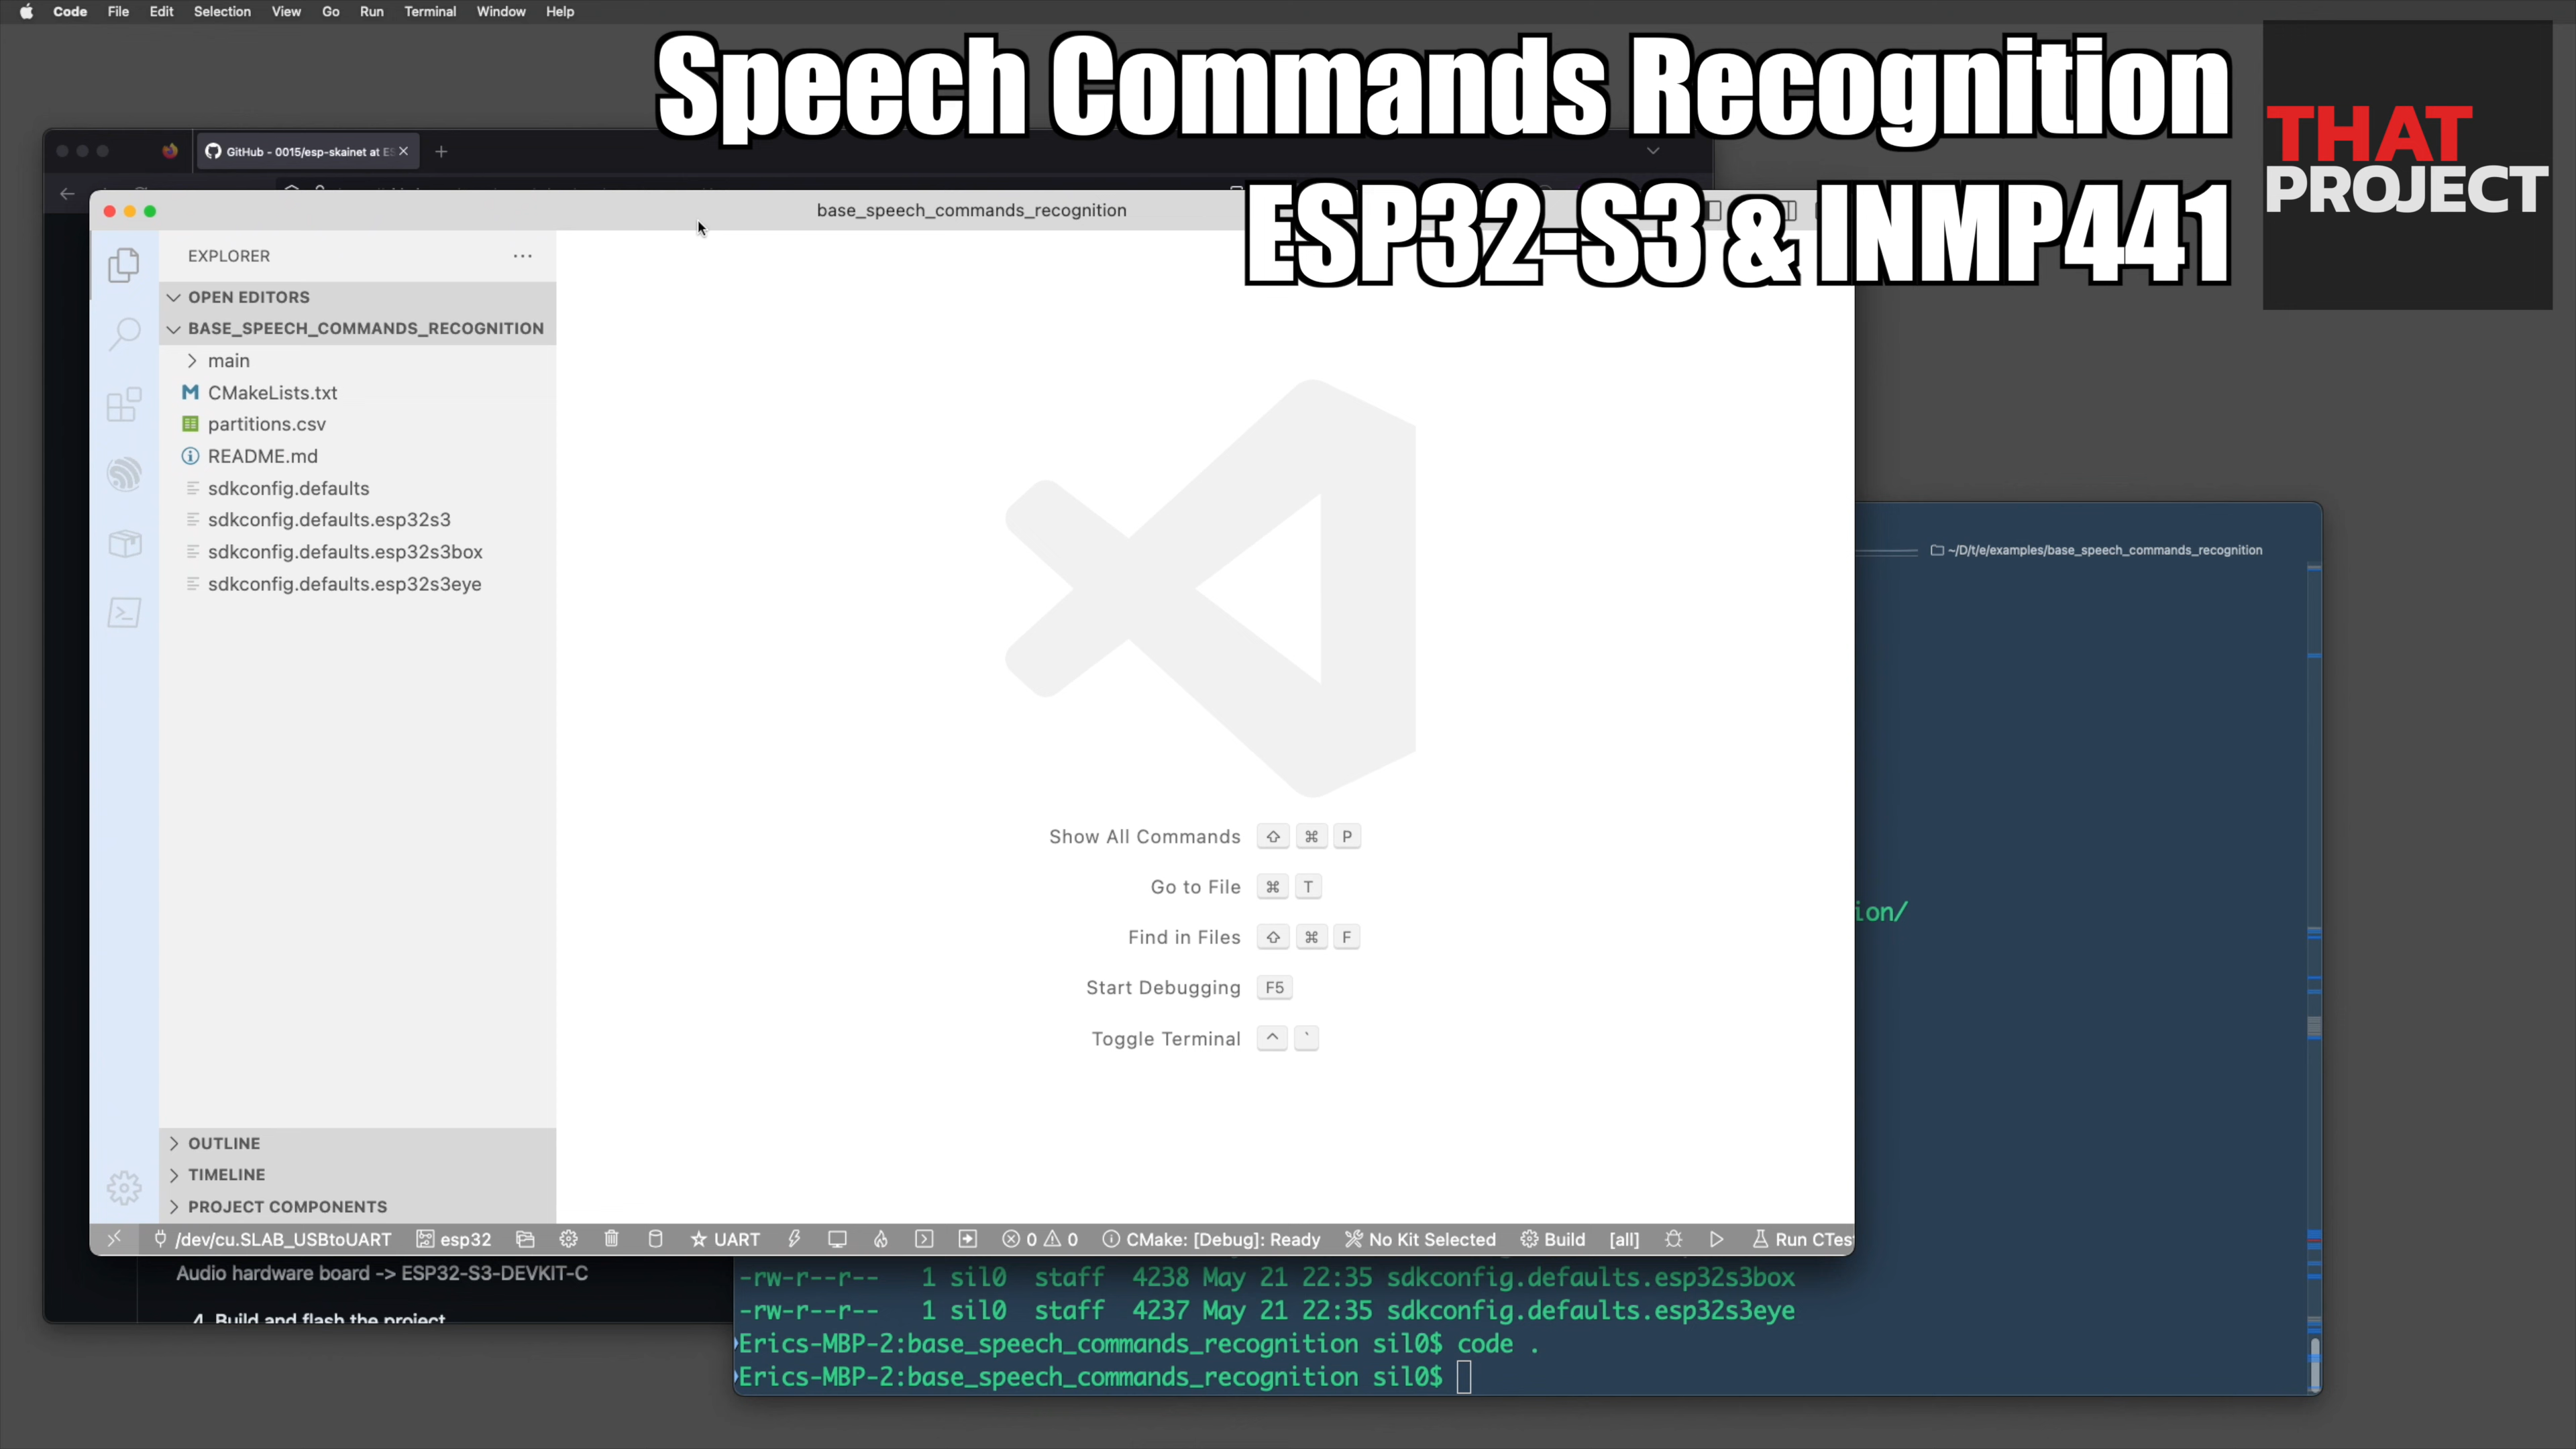 Code File Edit Selection View Go Run Terminal Window Help
Speech Commands Recognition
ESP32-S3 & INMP441
THAT
PROJECT
GitHub - 0015/esp-skainet at ES
base_speech_commands_recognition
EXPLORER
OPEN EDITORS
BASE_SPEECH_COMMANDS_RECOGNITION
main
CMakeLists.txt
partitions.csv
README.md
sdkconfig.defaults
sdkconfig.defaults.esp32s3
sdkconfig.defaults.esp32s3box
sdkconfig.defaults.esp32s3eye
OUTLINE
TIMELINE
PROJECT COMPONENTS
Show All Commands ⇧ ⌘ P
Go to File ⌘ T
Find in Files ⇧ ⌘ F
Start Debugging F5
Toggle Terminal ^ `
/dev/cu.SLAB_USBtoUART esp32 UART 0 0 CMake: [Debug]: Ready No Kit Selected Build [all] Run CTes
~/D/t/e/examples/base_speech_commands_recognition
ion/
Audio hardware board -> ESP32-S3-DEVKIT-C
4. Build and flash the project
-rw-r--r-- 1 sil0 staff 4238 May 21 22:35 sdkconfig.defaults.esp32s3box
-rw-r--r-- 1 sil0 staff 4237 May 21 22:35 sdkconfig.defaults.esp32s3eye
Erics-MBP-2:base_speech_commands_recognition sil0$ code .
Erics-MBP-2:base_speech_commands_recognition sil0$